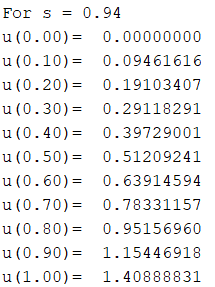 For s = 0.94
u(0.00)= 0.00000000
u(0.10)= 0.09461616
u(0.20)= 0.19103407
u(0.30)= 0.29118291
u(0.40)= 0.39729001
u(0.50)= 0.51209241
u(0.60)= 0.63914594
u(0.70)= 0.78331157
u(0.80)= 0.95156960
u(0.90)= 1.15446918
u(1.00)= 1.40888831